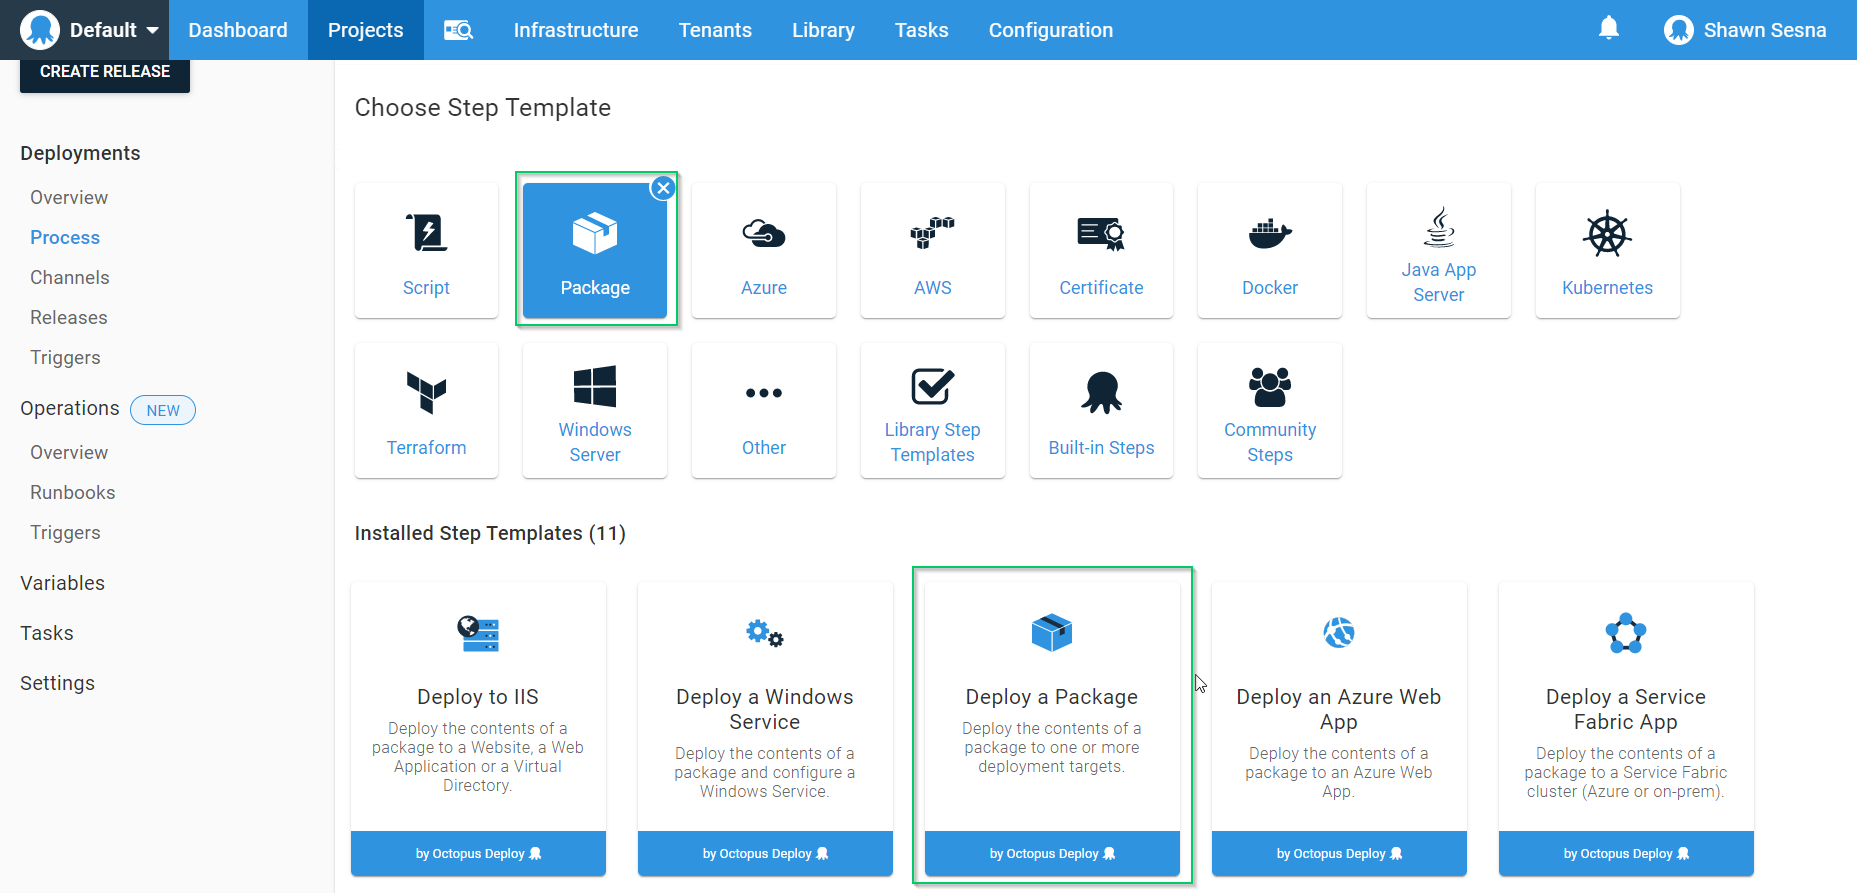 Default
Dashboard
Projects
Infrastructure
Tenants
Library
Tasks
Configuration
Shawn Sesna
CREATE RELEASE
Deployments
Overview
Process
Channels
Releases
Triggers
Operations NEW
Overview
Runbooks
Triggers
Variables
Tasks
Settings
Choose Step Template
Script
Package
Azure
AWS
Certificate
Docker
Java App
Server
Kubernetes
Terraform
Windows
Server
Other
Library Step
Templates
Built-in Steps
Community
Steps
Installed Step Templates (11)
Deploy to IIS
Deploy the contents of a
package to a Website, a Web
Application or a Virtual
Directory.
by Octopus Deploy
Deploy a Windows
Service
Deploy the contents of a
package and configure a
Windows Service.
by Octopus Deploy
Deploy a Package
Deploy the contents of a
package to one or more
deployment targets.
by Octopus Deploy
Deploy an Azure Web
App
Deploy the contents of a
package to an Azure Web
App.
by Octopus Deploy
Deploy a Service
Fabric App
Deploy the contents of a
package to a Service Fabric
cluster (Azure or on-prem).
by Octopus Deploy